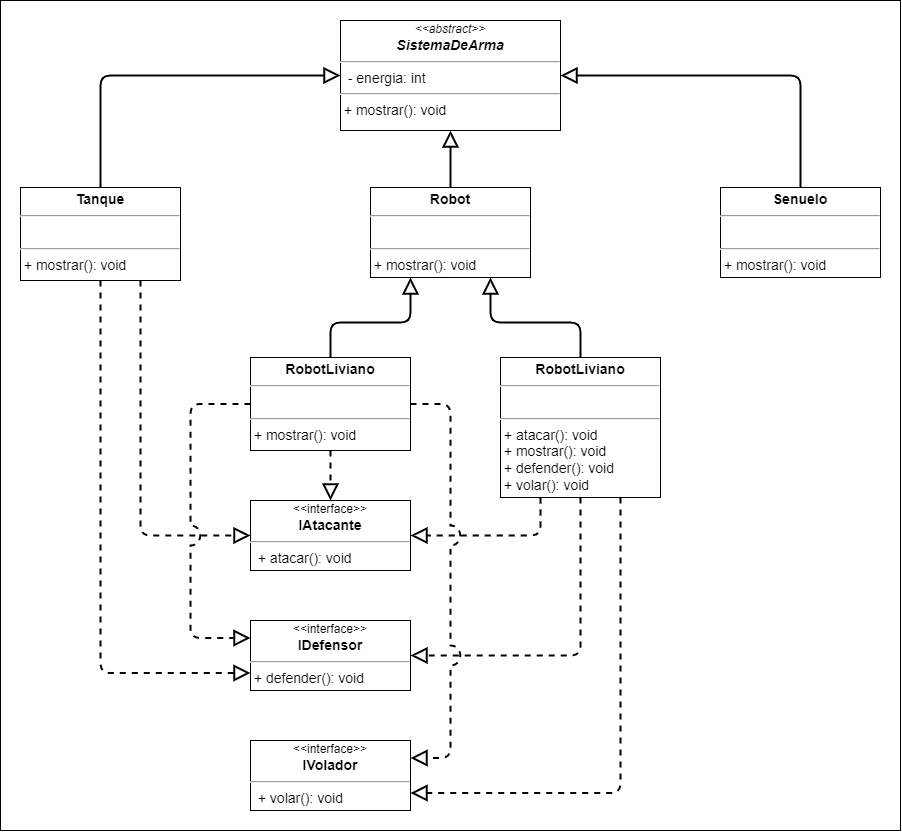 <<abstract>>
SistemaDeArma
- energia: int
+ mostrar(): void
Tanque
+ mostrar(): void
Robot
+ mostrar(): void
Senuelo
+ mostrar(): void
RobotLiviano
+ mostrar(): void
RobotLiviano
+ atacar(): void
+ mostrar(): void
+ defender(): void
+ volar(): void
<<interface>>
IAtacante
+ atacar(): void
<<interface>>
IDefensor
+ defender(): void
<<interface>>
IVolador
+ volar(): void